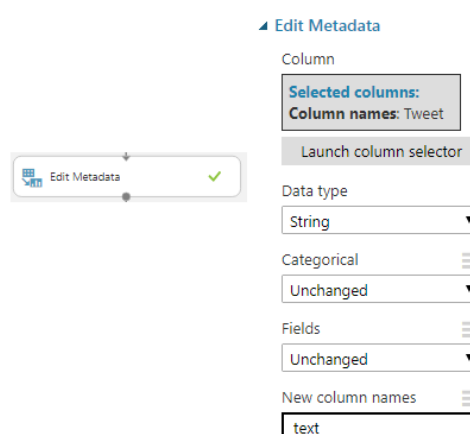 Edit Metadata
Column
Selected columns:
Column names: Tweet
Launch column selector
Edit Metadata
Data type
String
Categorical
Unchanged
Fields
Unchanged
New column names
text